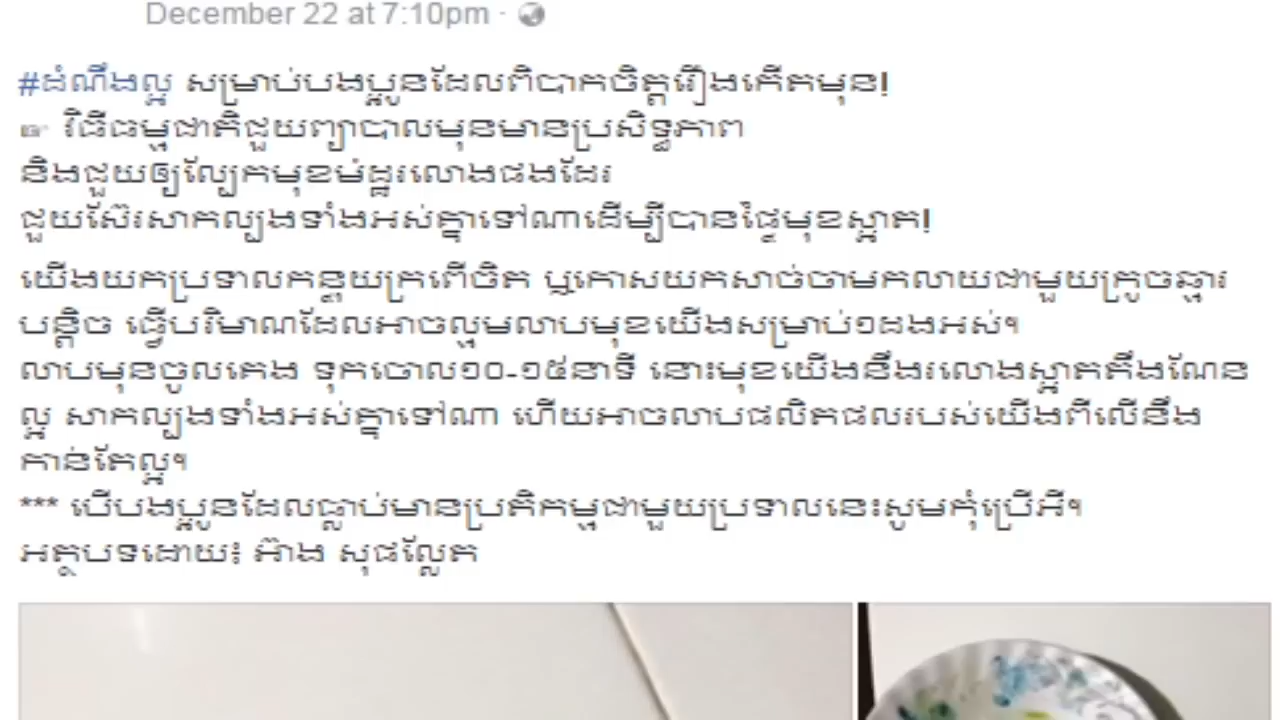 December 22 at 7:10pm ·
#ដំណឹងល្អ សម្រាប់បងប្អូនដែលពិបាកចិត្តរឿងកើតមុន!
☞ វិធីធម្មជាតិជួយព្យាបាលមុនមានប្រសិទ្ធភាព
និងជួយឲ្យល្បែកមុខម់ដ្ឋរលោងផងដែរ
ជួយស៊ែរសាកល្បងទាំងអស់គ្នាទៅណាដើម្បីបានផ្ទៃមុខស្អាត!
យើងយកប្រទាលកន្ទុយក្រពើចិត ឬកោសយកសាច់ចាមកលាយជាមួយក្រូចឆ្មារ
បន្តិច ធ្វើបរិមាណដែលអាចល្មមលាបមុខយើងសម្រាប់១ដងអស់។
លាបមុនចូលគេង ទុកចោល១០-១៥នាទី នោះមុខយើងនឹងរលោងស្អាតតឹងណែន
ល្អ សាកល្បងទាំងអស់គ្នាទៅណា ហើយអាចលាបផលិតផលរបស់យើងពីលើនឹង
កាន់តែល្អ។
*** បើបងប្អូនដែលធ្លាប់មានប្រតិកម្មជាមួយប្រទាលនេះសូមកុំប្រើអី។
អត្ថបទដោយ៖ អ៊ាង សុផល្លែត